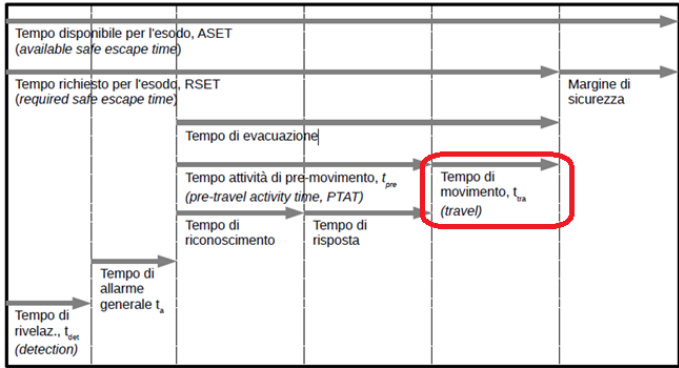 Tempo disponibile per l'esodo, ASET
(available safe escape time)
Tempo richiesto per l'esodo, RSET
(required safe escape time)
Margine di
sicurezza
Tempo di evacuazione
Tempo attività di pre-movimento, tpre
(pre-travel activity time, PTAT)
Tempo di
movimento, ttra
(travel)
Tempo di
riconoscimento
Tempo di
risposta
Tempo di
allarme
generale ta
Tempo di
rivelaz., tdet
(detection)